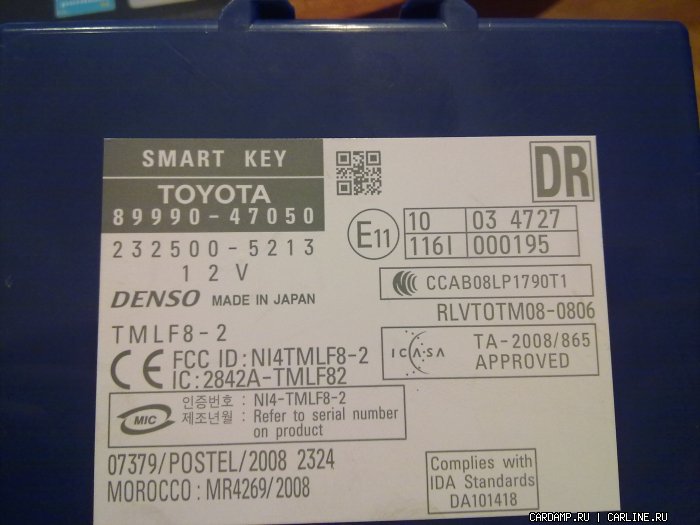 SMART KEY
TOYOTA
89990-47050
232500-5213
12V
DENSO MADE IN JAPAN
DR
E11
10 03 4727
116I 000195
CCAB08LP1790T1
RLVTOTM08-0806
TMLF8-2
CE FCC ID:NI4TMLF8-2
IC:2842A-TMLF82
ICASA
TA-2008/865
APPROVED
MIC
인증번호 : NI4-TMLF8-2
제조년월 : Refer to serial number
on product
07379/POSTEL/2008 2324
MOROCCO:MR4269/2008
Complies with
IDA Standards
DA101418
CARDAMP.RU | CARLINE.RU